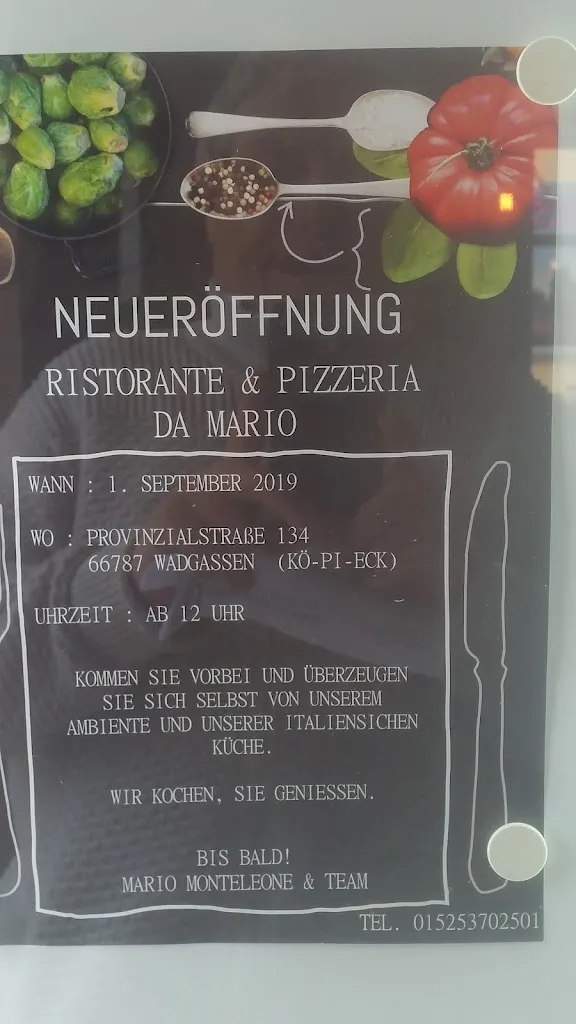 NEUERÖFFNUNG
RISTORANTE & PIZZERIA
DA MARIO
WANN : 1. SEPTEMBER 2019
WO : PROVINZIALSTRAßE 134
66787 WADGASSEN (KÖ-PI-ECK)
UHRZEIT : AB 12 UHR
KOMMEN SIE VORBEI UND ÜBERZEUGEN
SIE SICH SELBST VON UNSEREM
AMBIENTE UND UNSERER ITALIENSICHEN
KÜCHE.
WIR KOCHEN, SIE GENIESSEN.
BIS BALD!
MARIO MONTELEONE & TEAM
TEL. 015253702501